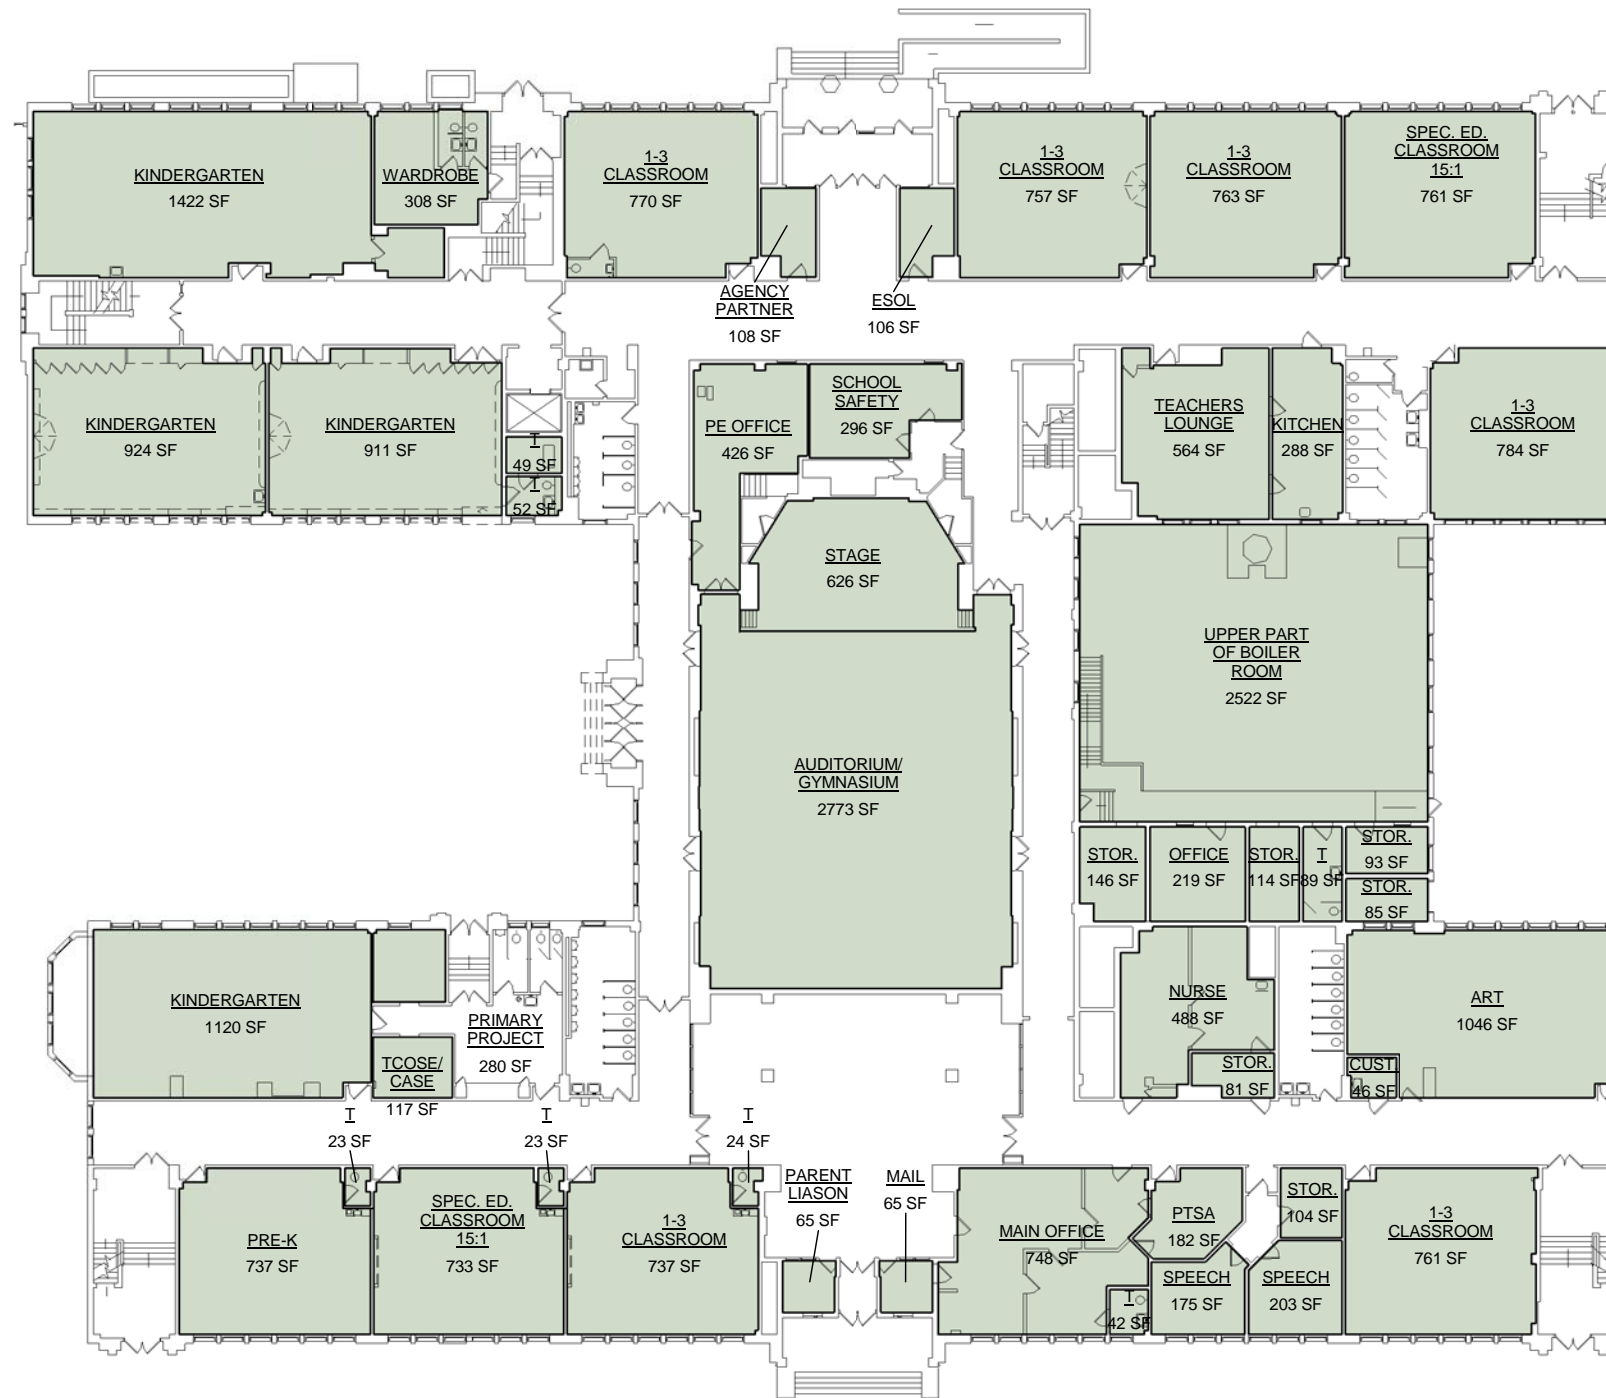 KINDERGARTEN
1422 SF
WARDROBE
308 SF
1-3
CLASSROOM
770 SF
1-3
CLASSROOM
757 SF
1-3
CLASSROOM
763 SF
SPEC. ED.
CLASSROOM
15:1
761 SF
AGENCY
PARTNER
108 SF
ESOL
106 SF
KINDERGARTEN
924 SF
KINDERGARTEN
911 SF
T
49 SF
T
52 SF
PE OFFICE
426 SF
SCHOOL
SAFETY
296 SF
TEACHERS
LOUNGE
564 SF
KITCHEN
288 SF
1-3
CLASSROOM
784 SF
STAGE
626 SF
UPPER PART
OF BOILER
ROOM
2522 SF
AUDITORIUM/
GYMNASIUM
2773 SF
STOR.
146 SF
OFFICE
219 SF
STOR.
114 SF
T
89 SF
STOR.
93 SF
STOR.
85 SF
KINDERGARTEN
1120 SF
PRIMARY
PROJECT
280 SF
TCOSE/
CASE
117 SF
NURSE
488 SF
STOR.
81 SF
ART
1046 SF
CUST.
46 SF
T
23 SF
T
23 SF
T
24 SF
PRE-K
737 SF
SPEC. ED.
CLASSROOM
15:1
733 SF
1-3
CLASSROOM
737 SF
PARENT
LIASON
65 SF
MAIL
65 SF
MAIN OFFICE
748 SF
T
42 SF
PTSA
182 SF
SPEECH
175 SF
STOR.
104 SF
SPEECH
203 SF
1-3
CLASSROOM
761 SF